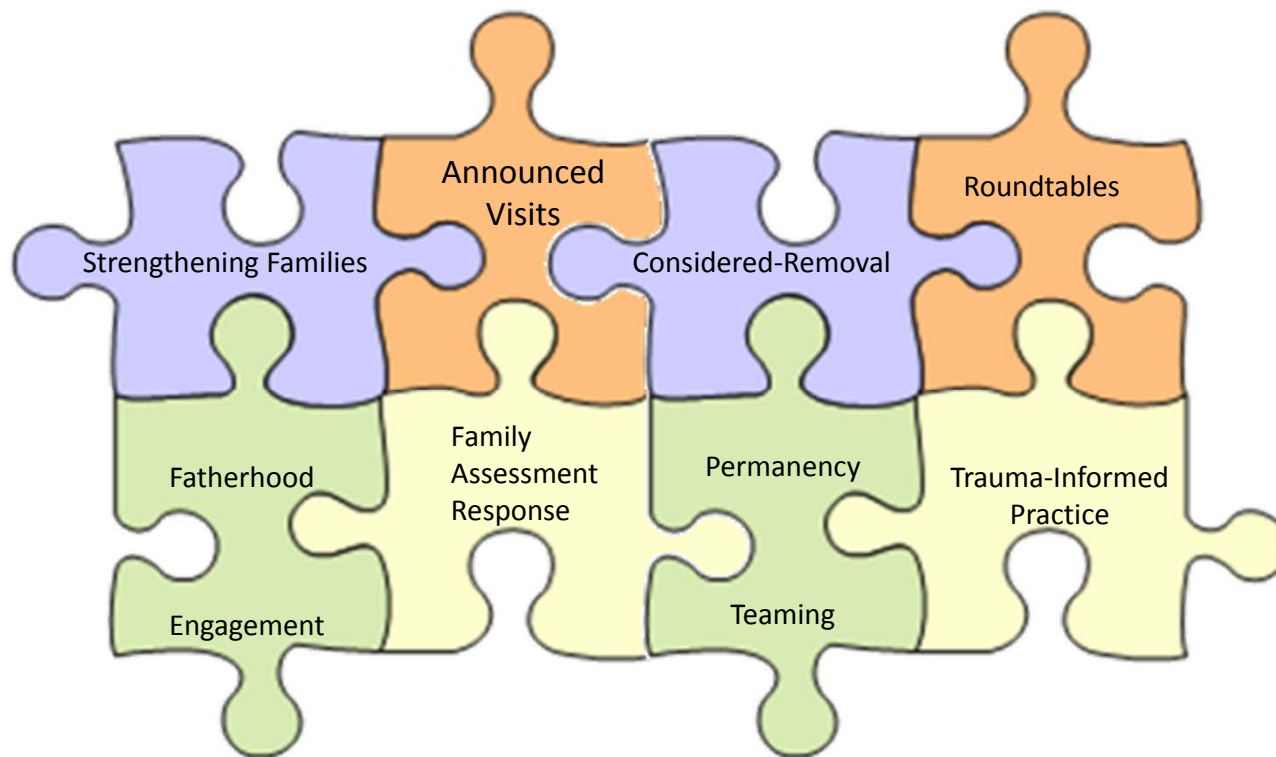 Announced
Visits
Roundtables
Strengthening Families
Considered-Removal
Fatherhood
Engagement
Family
Assessment
Response
Permanency
Teaming
Trauma-Informed
Practice